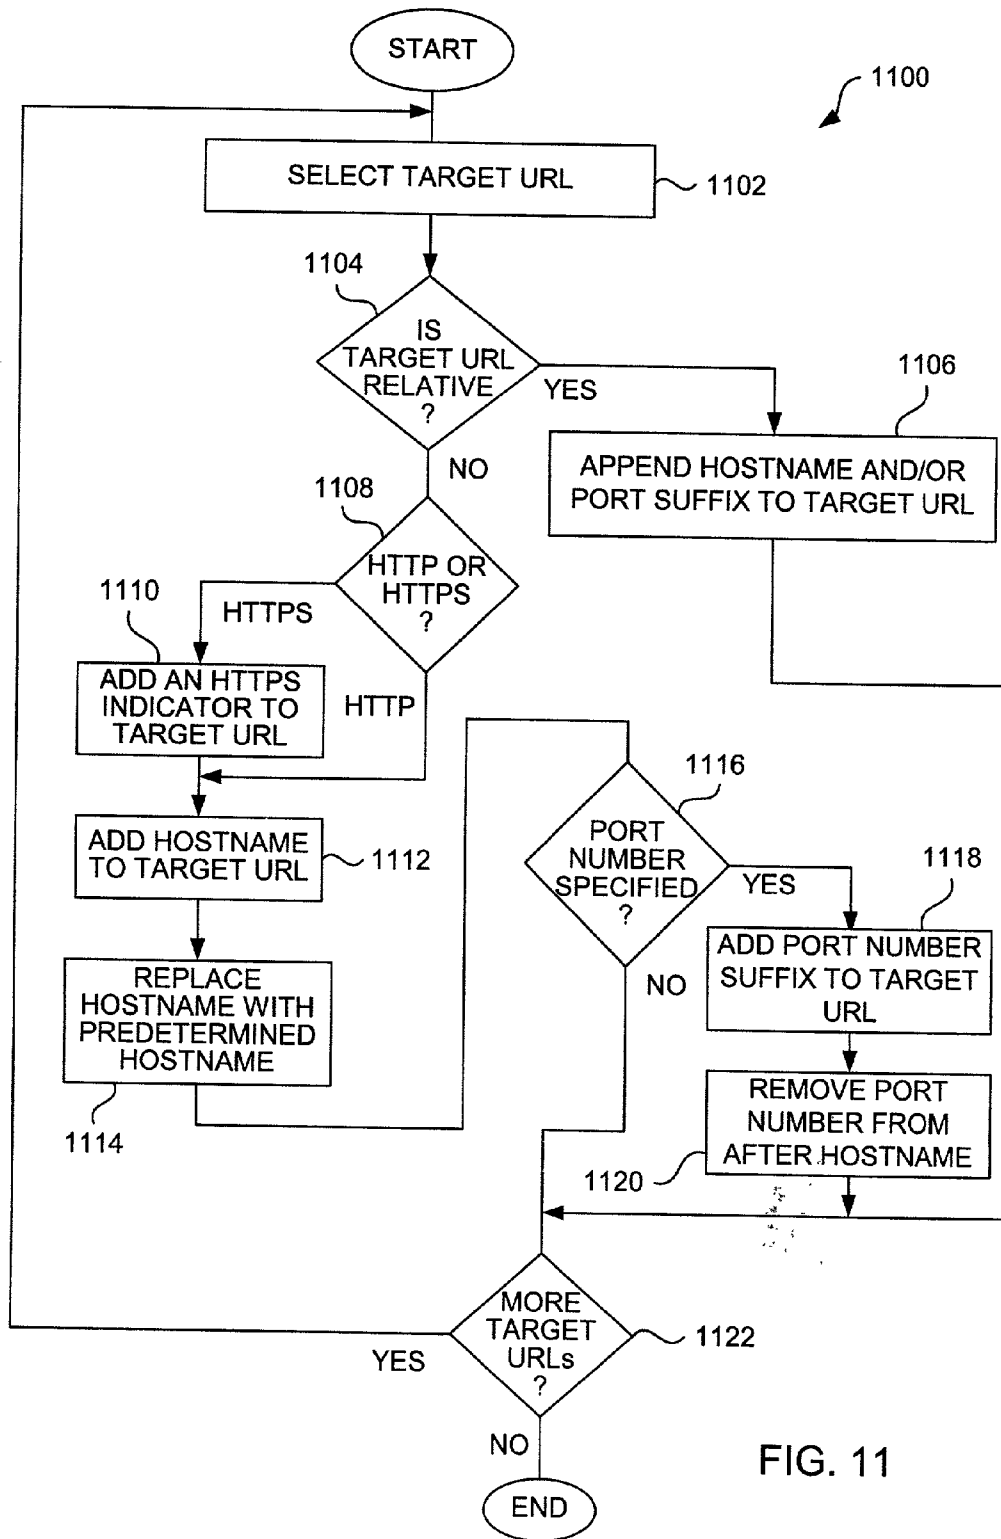 START
1100
SELECT TARGET URL
1102
1104
IS
TARGET URL
RELATIVE
?
YES
NO
1106
APPEND HOSTNAME AND/OR
PORT SUFFIX TO TARGET URL
1108
HTTP OR
HTTPS
?
HTTPS
HTTP
1110
ADD AN HTTPS
INDICATOR TO
TARGET URL
ADD HOSTNAME
TO TARGET URL
1112
REPLACE
HOSTNAME WITH
PREDETERMINED
HOSTNAME
1114
1116
PORT
NUMBER
SPECIFIED
?
YES
NO
1118
ADD PORT NUMBER
SUFFIX TO TARGET
URL
REMOVE PORT
NUMBER FROM
AFTER HOSTNAME
1120
MORE
TARGET
URLs
?
1122
YES
NO
END
FIG. 11